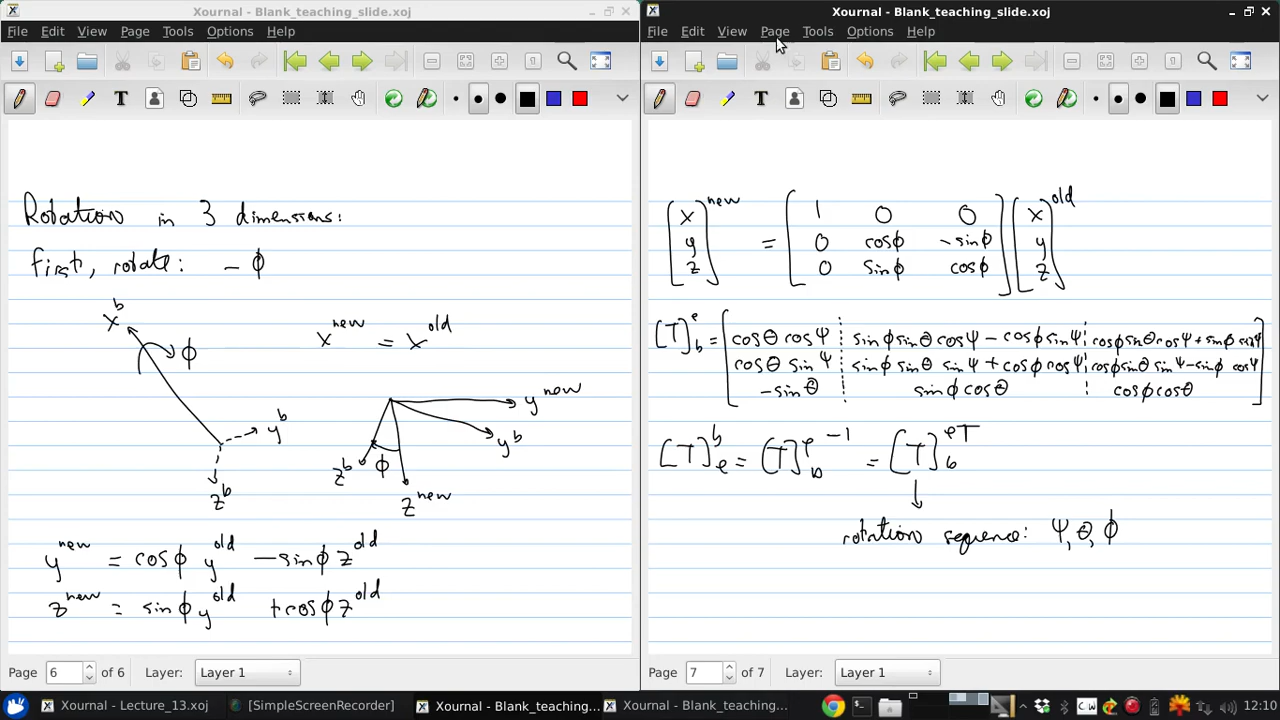 Xournal - Blank_teaching_slide.xoj
File Edit View Page Tools Options Help
Rotation in 3 dimensions:
first, rotate: - ϕ
x^b
ϕ
y^b
z^b
x^new = x^old
y^new
y^b
z^b
ϕ
z^new
y^new = cosϕ y^old - sinϕ z^old
z^new = sinϕ y^old + cosϕ z^old
Page 6 of 6 Layer: Layer 1
Xournal - Blank_teaching_slide.xoj
File Edit View Page Tools Options Help
[x y z]^new = [1 0 0
0 cosϕ -sinϕ
0 sinϕ cosϕ] [x y z]^old
[T]^e_b = [cosθ cosψ sinϕ sinθ cosψ - cosϕ sinψ cosϕ sinθ cosψ + sinϕ
cosθ sinψ sinϕ sinθ sinψ + cosϕ cosψ cosϕ sinθ sinψ - sinϕ cosψ
-sinθ sinϕ cosθ cosϕ cosθ]
[T]^b_e = [T]^e_b^-1 = [T]^eT_b
rotation sequence: ψ, θ, ϕ
Page 7 of 7 Layer: Layer 1
Xournal - Lecture_13.xoj [SimpleScreenRecorder] Xournal - Blank_teaching... Xournal - Blank_teaching... 12:10